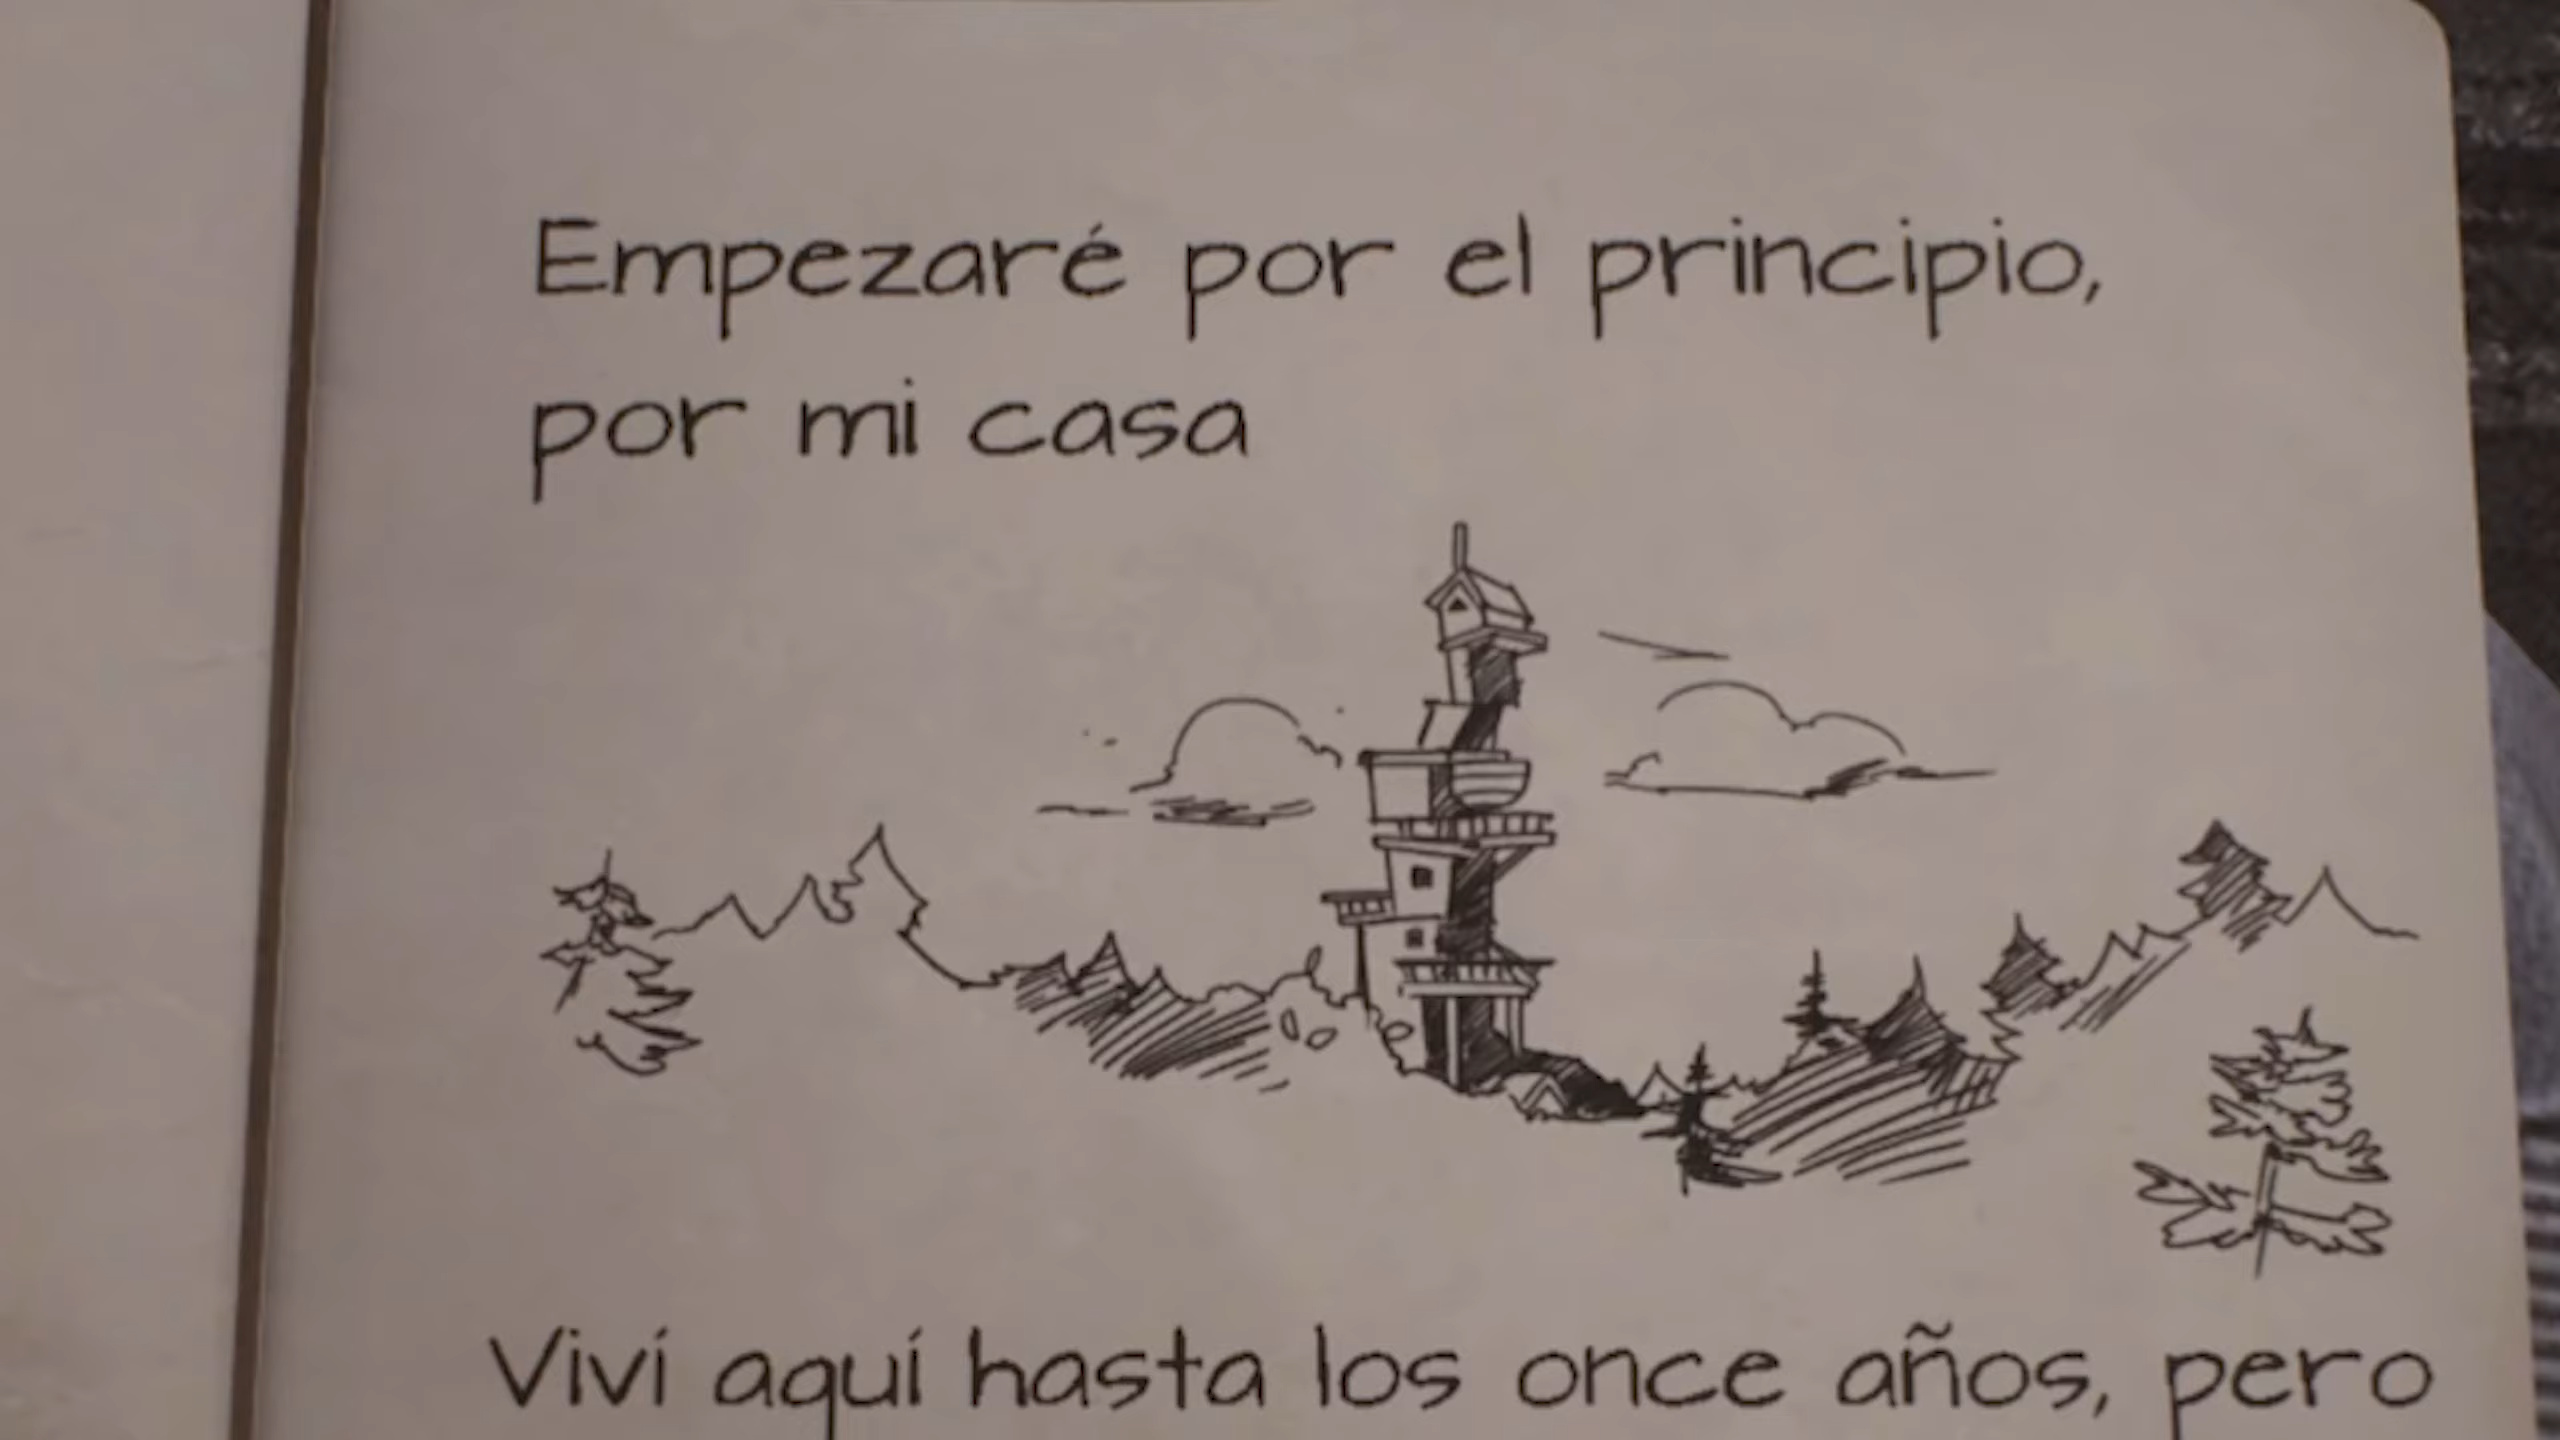 Empezaré por el principio,
por mi casa
Viví aquí hasta los once años, pero